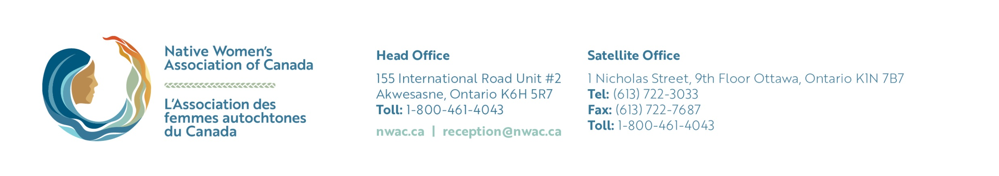 Native Women's
Association of Canada
L'Association des
femmes autochtones
du Canada
Head Office
155 International Road Unit #2
Akwesasne, Ontario K6H 5R7
Toll: 1-800-461-4043
nwac.ca | reception@nwac.ca
Satellite Office
1 Nicholas Street, 9th Floor Ottawa, Ontario K1N 7B7
Tel: (613) 722-3033
Fax: (613) 722-7687
Toll: 1-800-461-4043